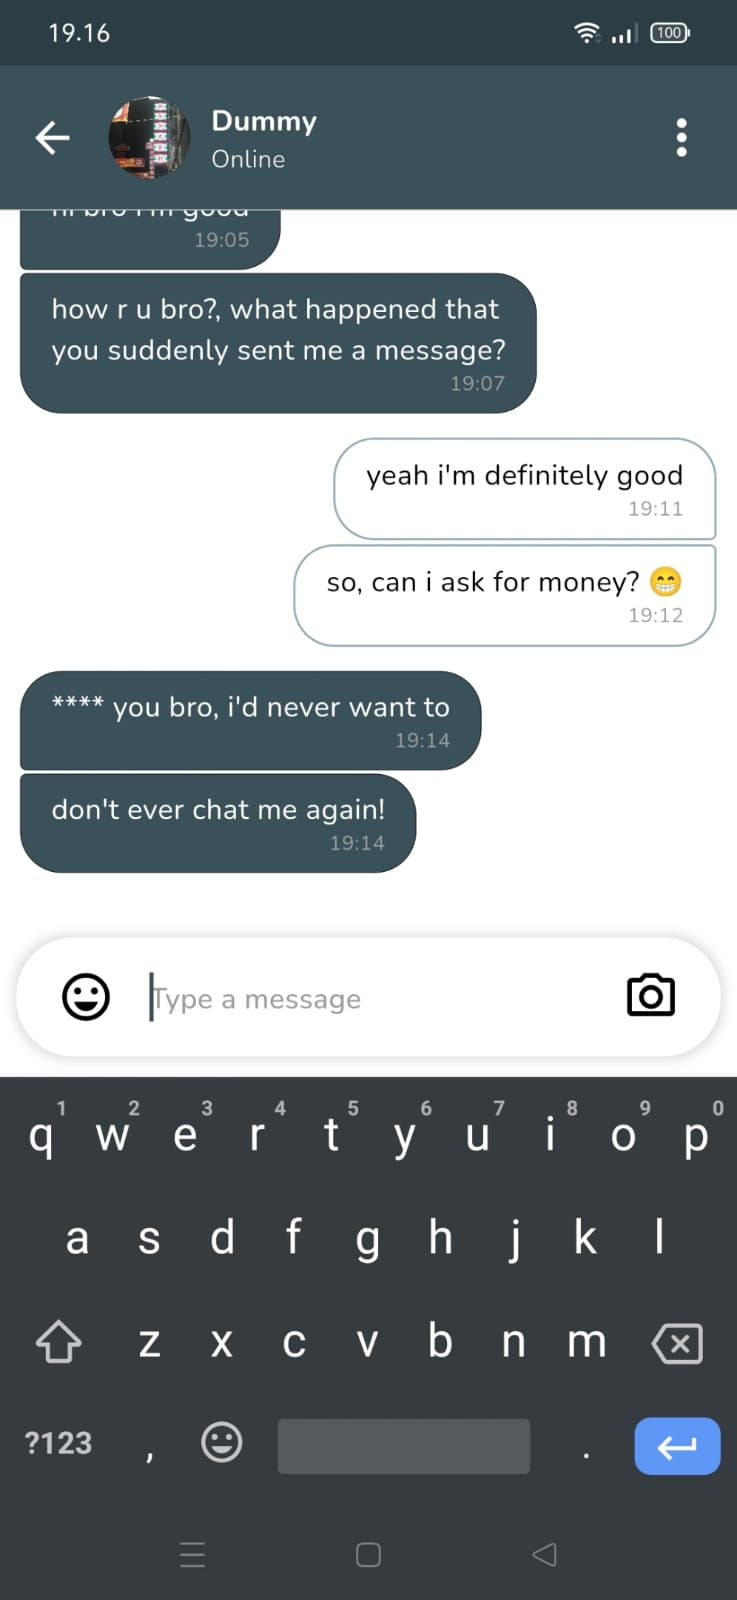 19.16
100
Dummy
Online
hi bro i'm good
19:05
how r u bro?, what happened that
you suddenly sent me a message?
19:07
yeah i'm definitely good
19:11
so, can i ask for money? 😁
19:12
**** you bro, i'd never want to
19:14
don't ever chat me again!
19:14
Type a message
1 2 3 4 5 6 7 8 9 0
q w e r t y u i o p
a s d f g h j k l
z x c v b n m
?123 , .